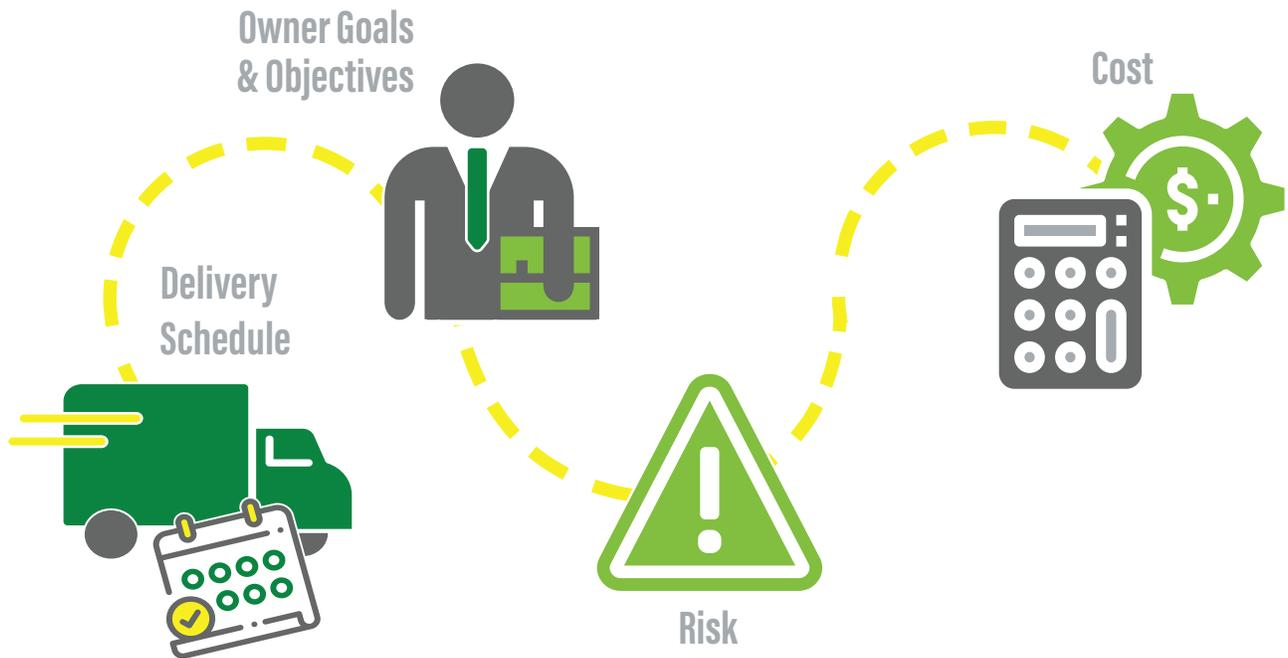 Owner Goals
& Objectives
Cost
Delivery
Schedule
$
Risk